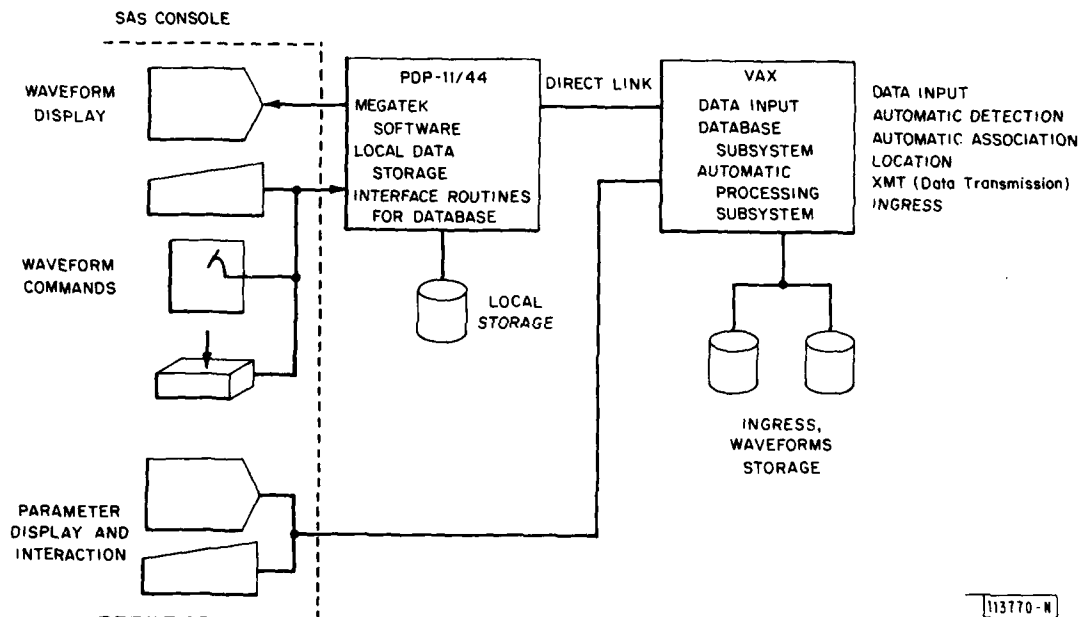 SAS CONSOLE
WAVEFORM
DISPLAY
WAVEFORM
COMMANDS
PARAMETER
DISPLAY AND
INTERACTION
PDP-11/44
MEGATEK
SOFTWARE
LOCAL DATA
STORAGE
INTERFACE ROUTINES
FOR DATABASE
LOCAL
STORAGE
DIRECT LINK
VAX
DATA INPUT
DATABASE
SUBSYSTEM
AUTOMATIC
PROCESSING
SUBSYSTEM
INGRESS,
WAVEFORMS
STORAGE
DATA INPUT
AUTOMATIC DETECTION
AUTOMATIC ASSOCIATION
LOCATION
XMT (Data Transmission)
INGRESS
113770-N